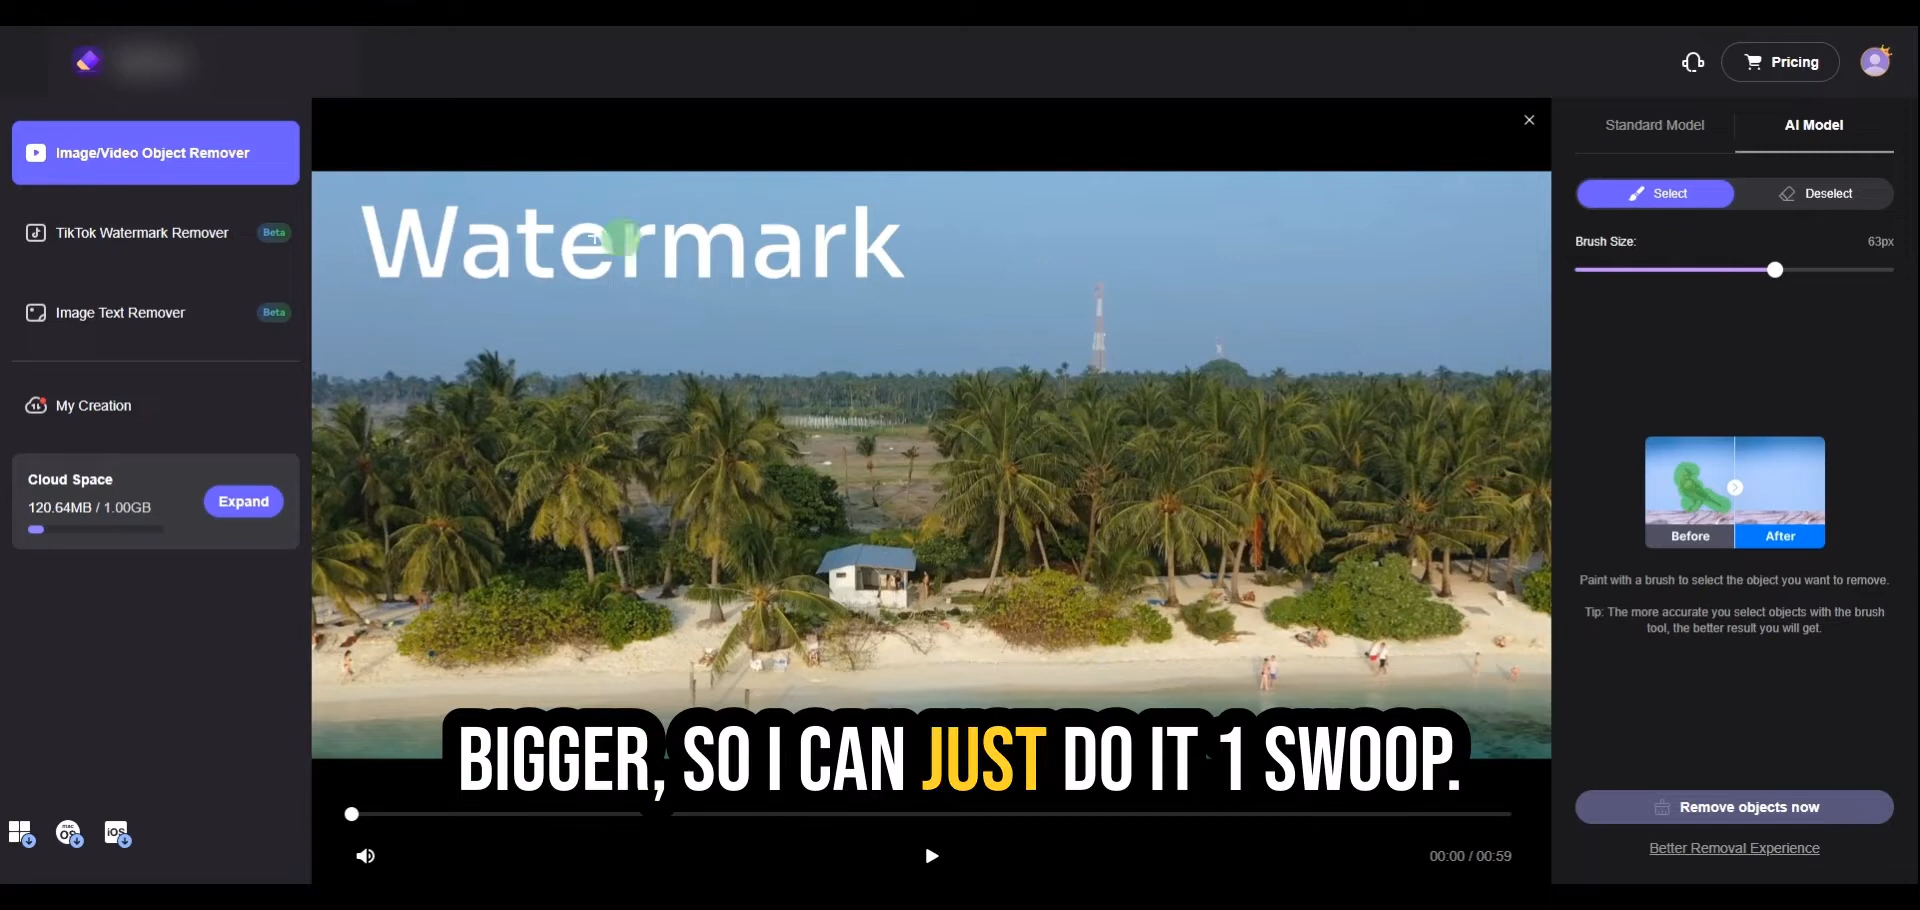 Pricing
Image/Video Object Remover
TikTok Watermark Remover Beta
Image Text Remover Beta
My Creation
Cloud Space
120.64MB / 1.00GB
Expand
mac
OS
iOS
Watermark
BIGGER, SO I CAN JUST DO IT 1 SWOOP.
00:00 / 00:59
Standard Model AI Model
Select Deselect
Brush Size: 63px
Before After
Paint with a brush to select the object you want to remove.
Tip: The more accurate you select objects with the brush
tool, the better result you will get.
Remove objects now
Better Removal Experience